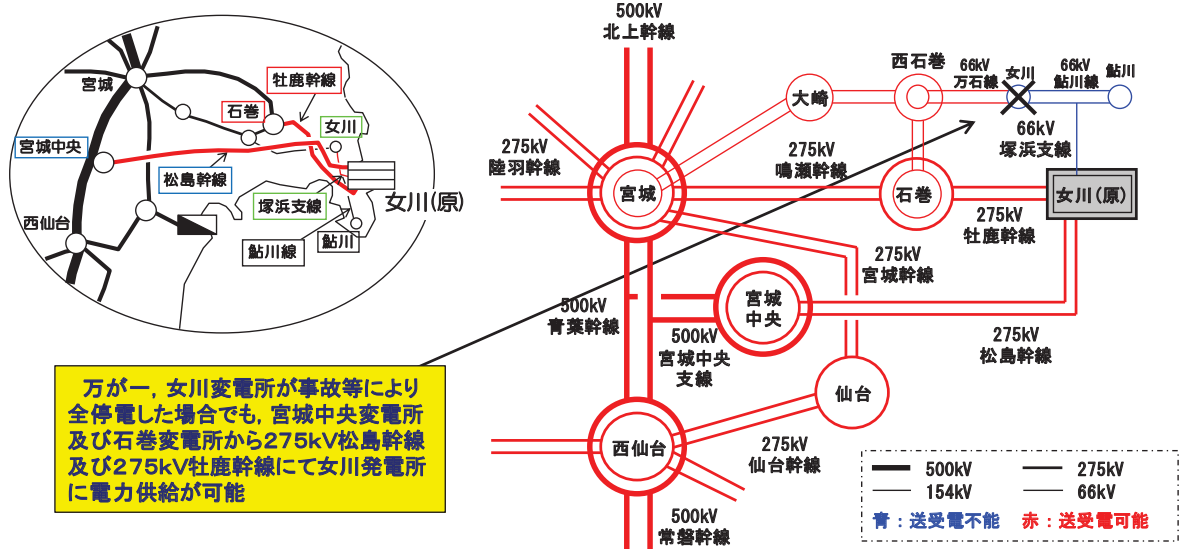 宮城
牡鹿幹線
石巻
女川
宮城中央
松島幹線
塚浜支線
女川(原)
西仙台
鮎川線
鮎川
500kV
北上幹線
西石巻
66kV
万石線
女川
66kV
鮎川線
鮎川
大崎
66kV
塚浜支線
275kV
陸羽幹線
275kV
鳴瀬幹線
宮城
石巻
女川(原)
275kV
牡鹿幹線
275kV
宮城幹線
500kV
青葉幹線
宮城
中央
500kV
宮城中央
支線
275kV
松島幹線
仙台
西仙台
275kV
仙台幹線
500kV
常磐幹線
万が一,女川変電所が事故等により
全停電した場合でも,宮城中央変電所
及び石巻変電所から275kV松島幹線
及び275kV牡鹿幹線にて女川発電所
に電力供給が可能
500kV
275kV
154kV
66kV
青:送受電不能
赤:送受電可能